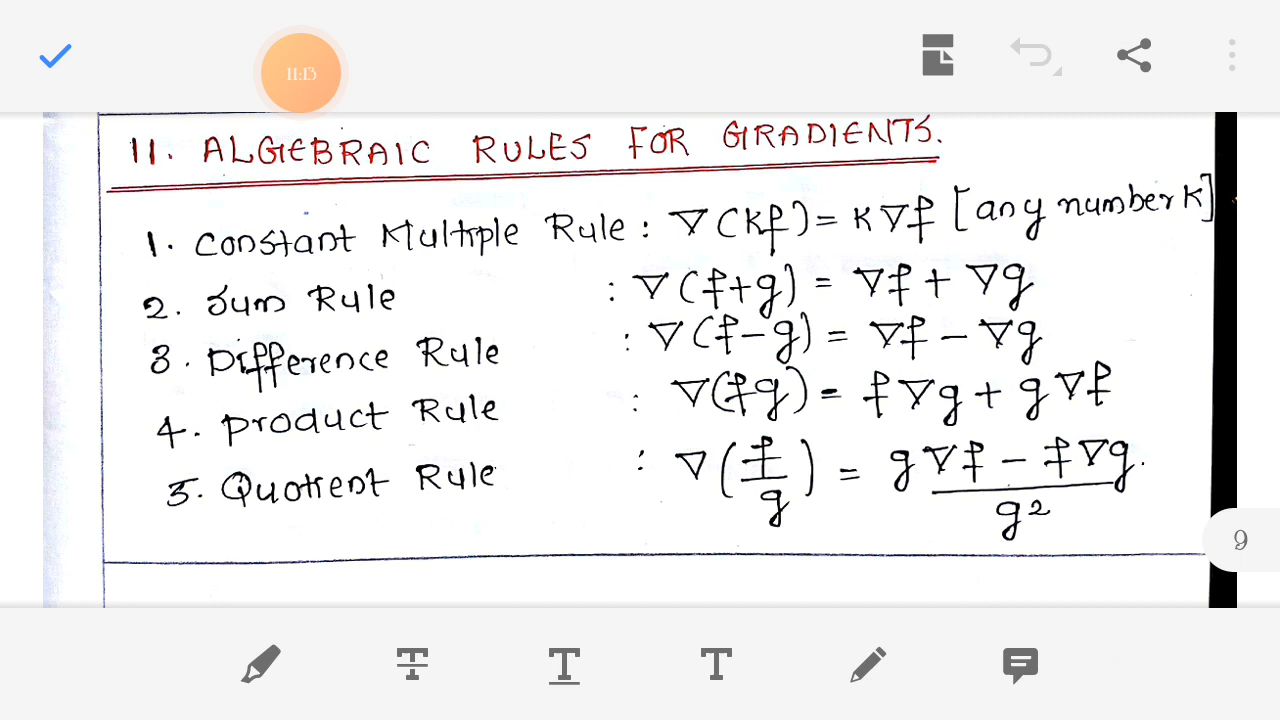 11:13
11. ALGEBRAIC RULES FOR GRADIENTS.
1. Constant Multiple Rule : ∇(kf) = k∇f [any number k]
2. Sum Rule : ∇(f+g) = ∇f + ∇g
3. Difference Rule : ∇(f-g) = ∇f - ∇g
4. Product Rule : ∇(fg) = f∇g + g∇f
5. Quotient Rule : ∇(f/g) = g∇f - f∇g. / g²
9